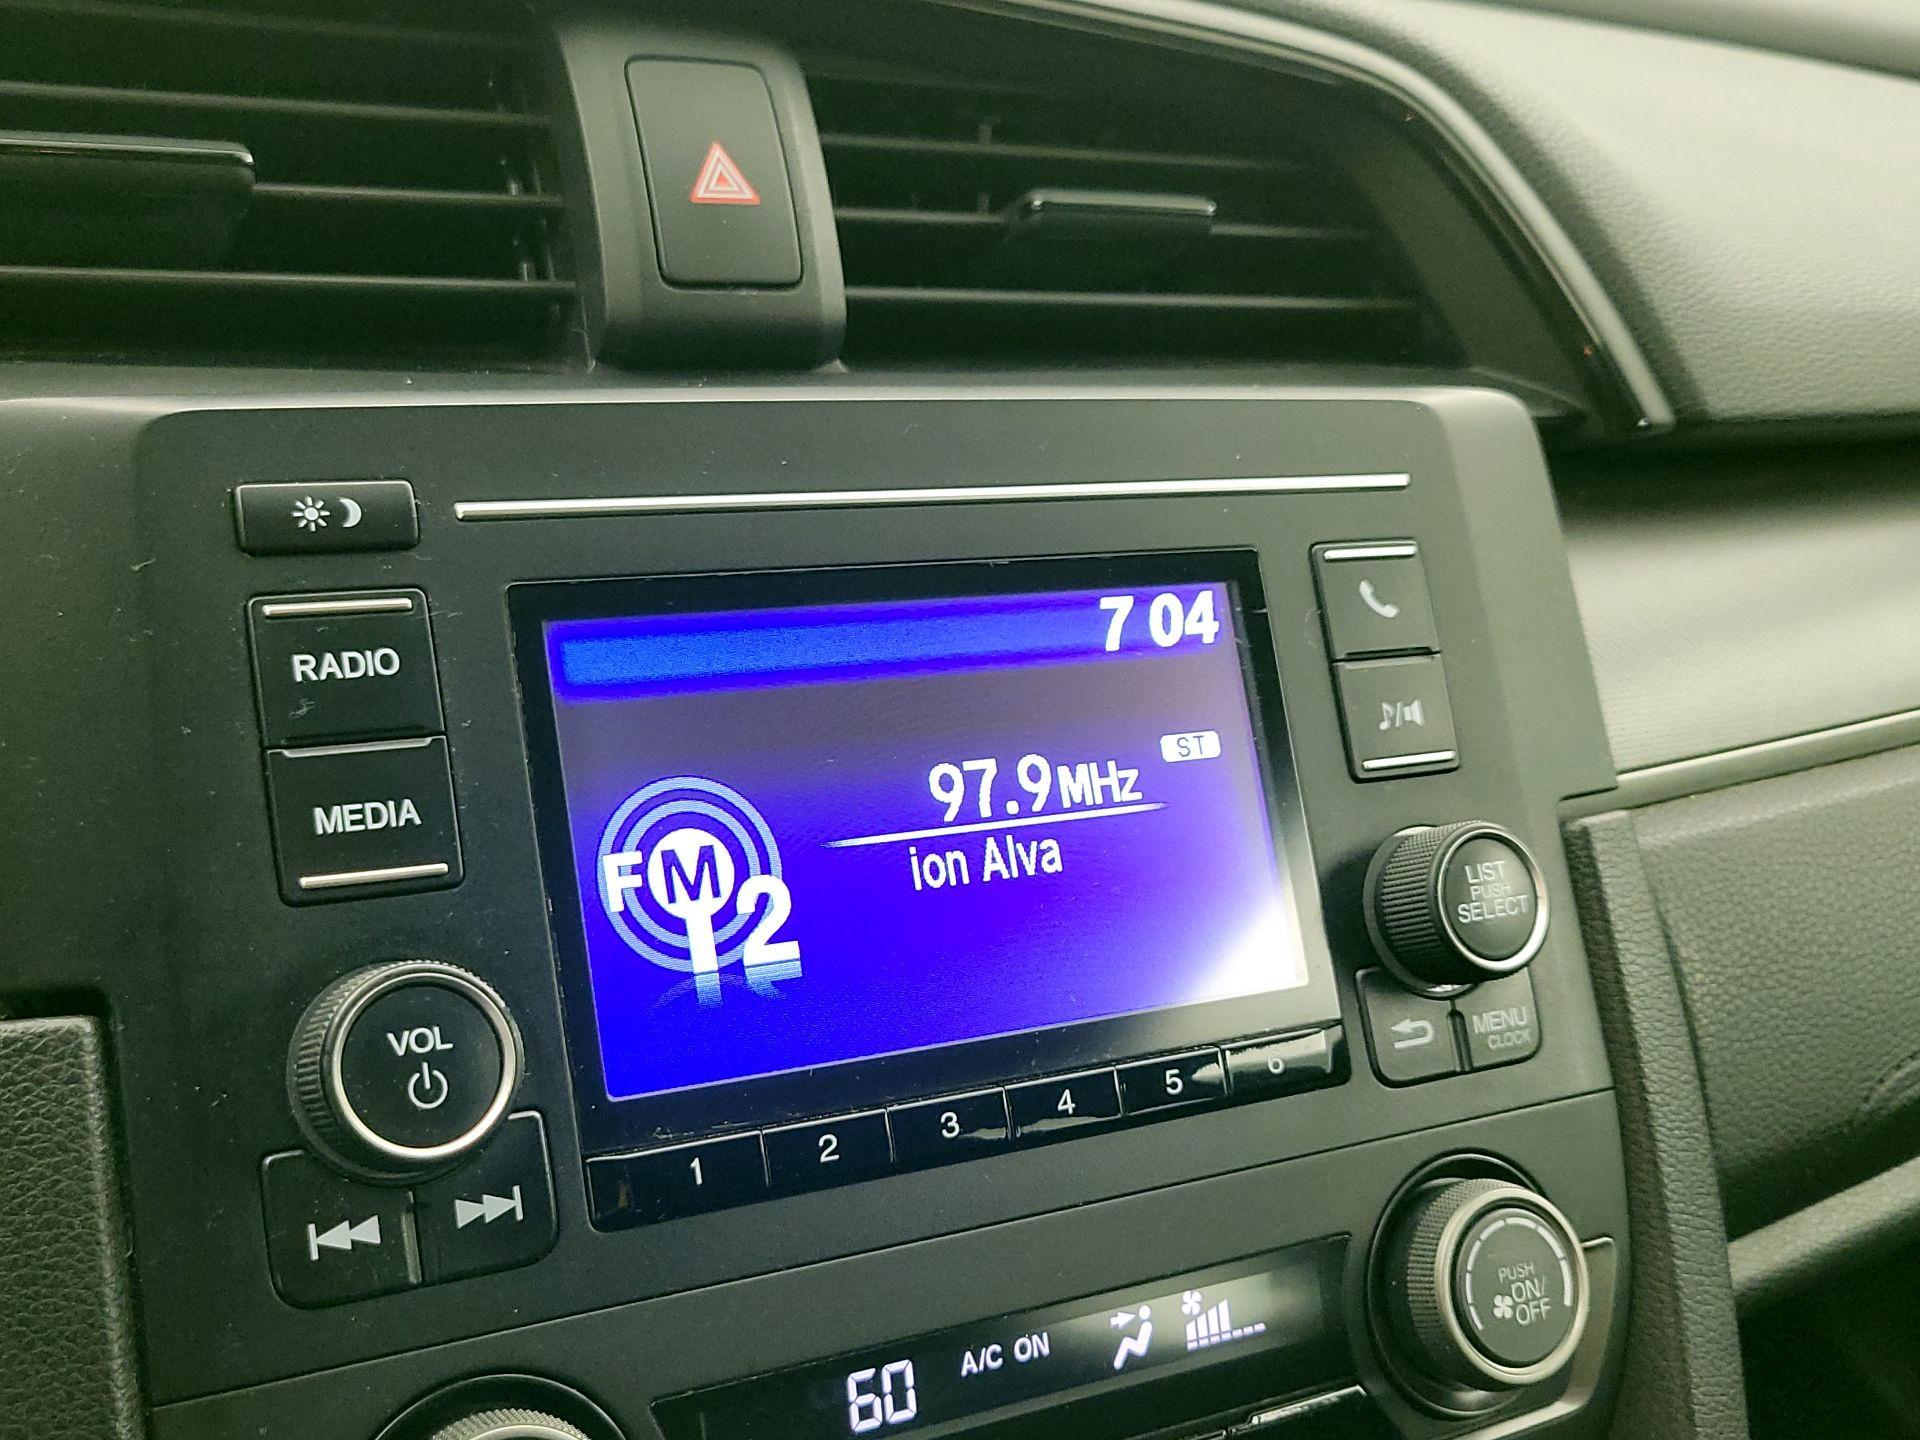 7 04
RADIO
ST
97.9MHz
MEDIA
FM
12
ion Alva
LIST
PUSH
SELECT
VOL
MENU
CLOCK
1 2 3 4 5 6
PUSH
ON/
OFF
60 A/C ON